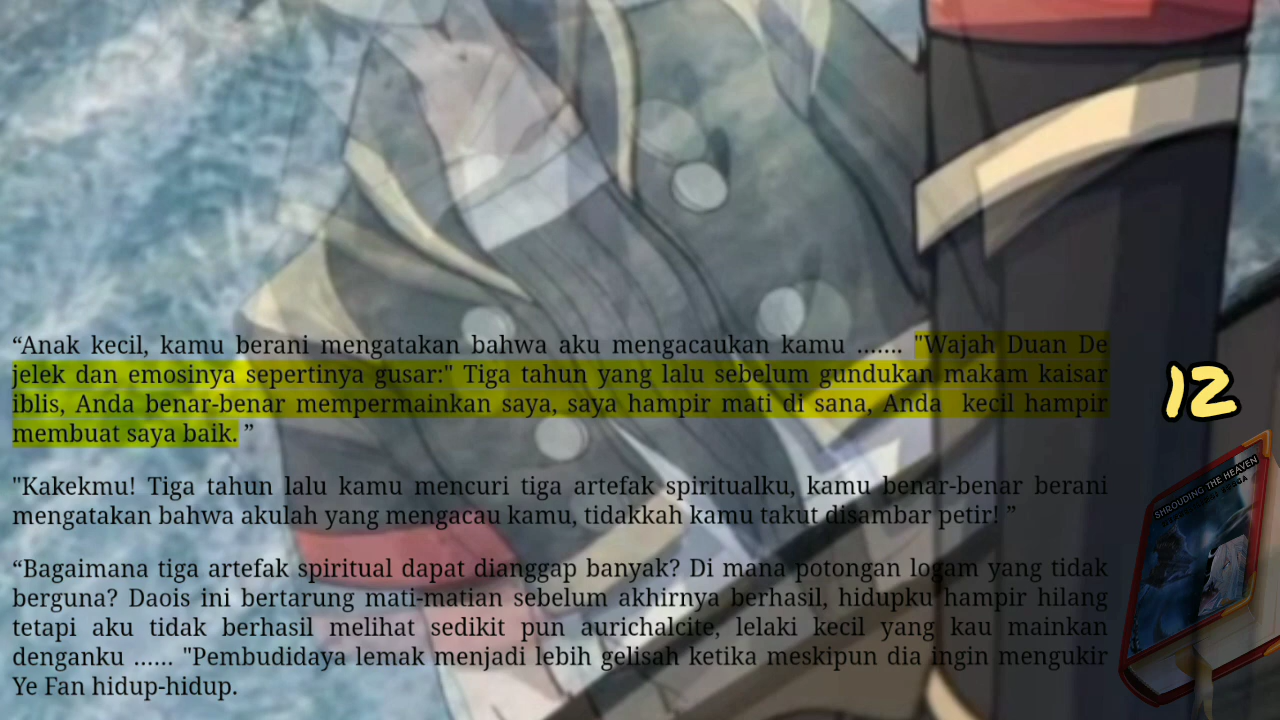 “Anak kecil, kamu berani mengatakan bahwa aku mengacaukan kamu ....... "Wajah Duan De
jelek dan emosinya sepertinya gusar:" Tiga tahun yang lalu sebelum gundukan makam kaisar
iblis, Anda benar-benar mempermainkan saya, saya hampir mati di sana, Anda kecil hampir
membuat saya baik. ”
"Kakekmu! Tiga tahun lalu kamu mencuri tiga artefak spiritualku, kamu benar-benar berani
mengatakan bahwa akulah yang mengacau kamu, tidakkah kamu takut disambar petir! ”
“Bagaimana tiga artefak spiritual dapat dianggap banyak? Di mana potongan logam yang tidak
berguna? Daois ini bertarung mati-matian sebelum akhirnya berhasil, hidupku hampir hilang
tetapi aku tidak berhasil melihat sedikit pun aurichalcite, lelaki kecil yang kau mainkan
denganku ...... "Pembudidaya lemak menjadi lebih gelisah ketika meskipun dia ingin mengukir
Ye Fan hidup-hidup.
12
SHROUDING THE HEAVEN